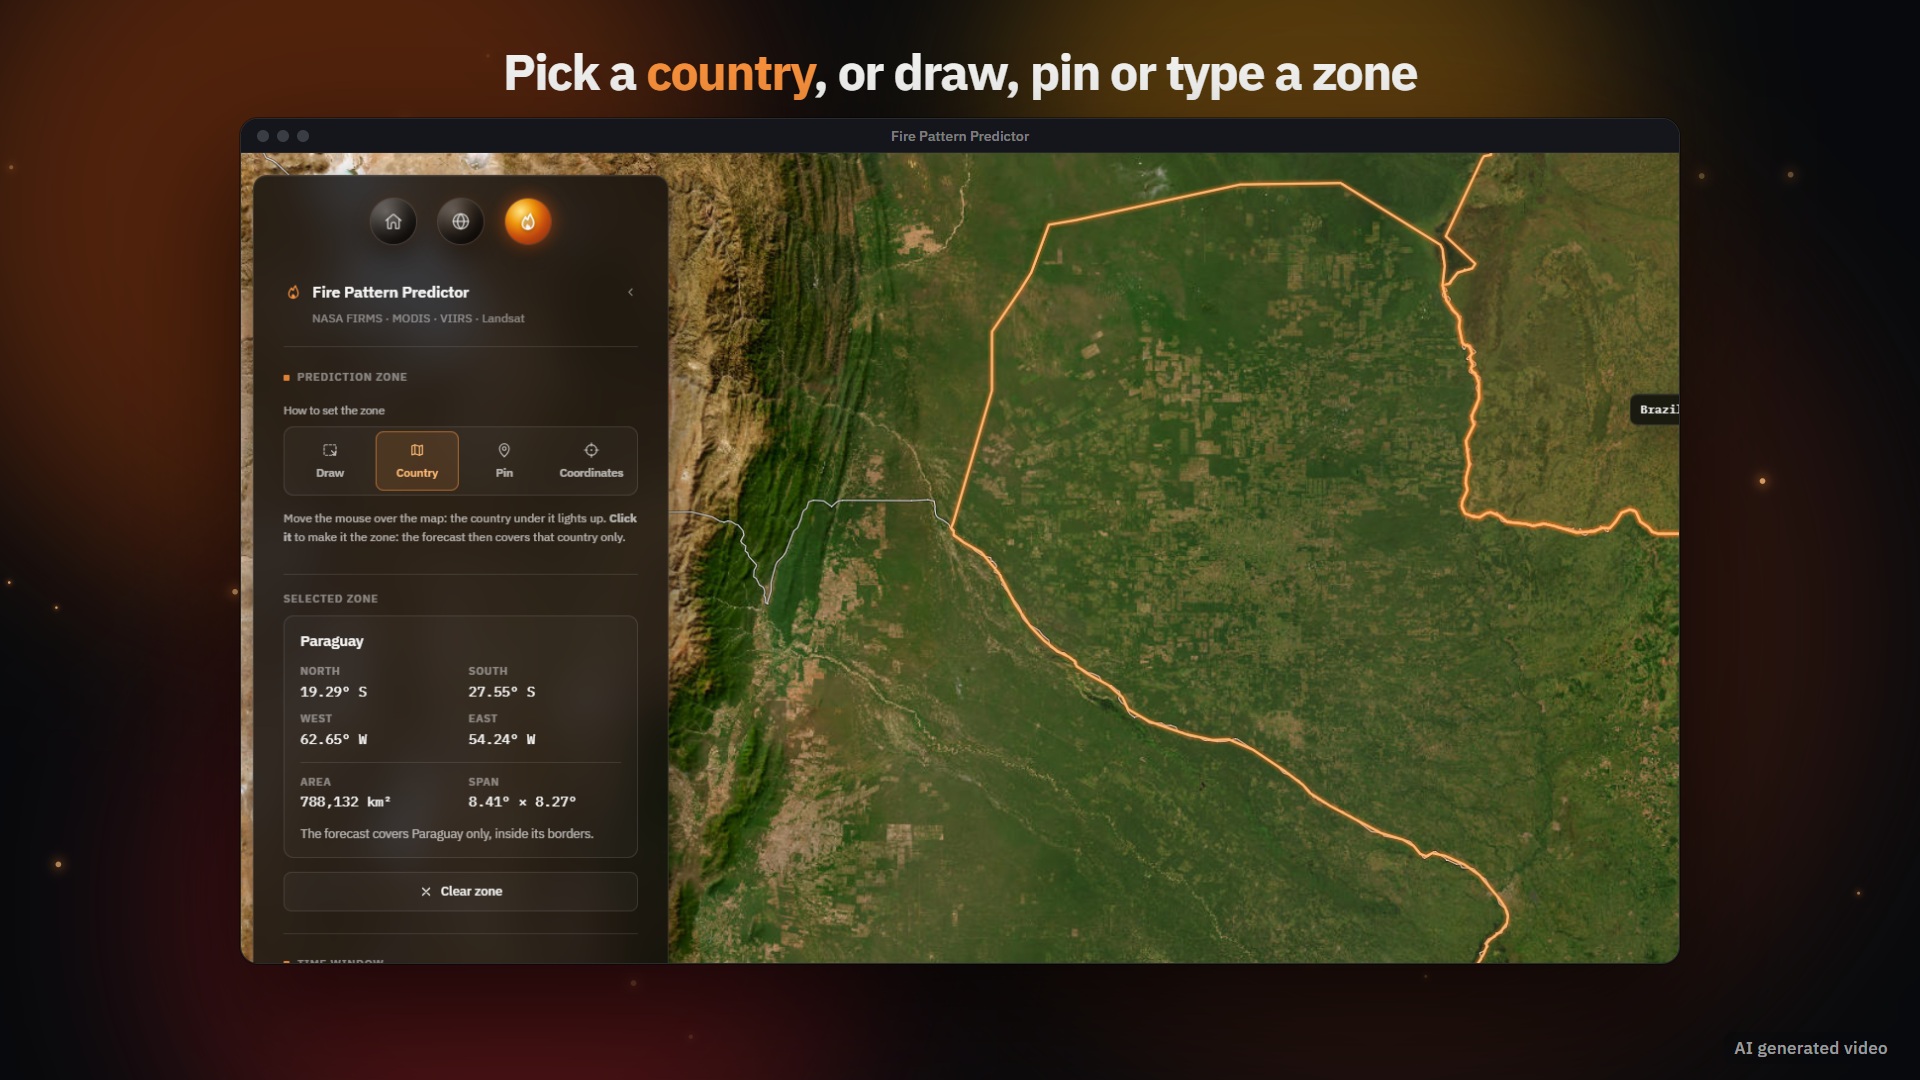 Pick a country, or draw, pin or type a zone
Fire Pattern Predictor
Fire Pattern Predictor
NASA FIRMS · MODIS · VIIRS · Landsat
PREDICTION ZONE
How to set the zone
Draw
Country
Pin
Coordinates
Move the mouse over the map: the country under it lights up. Click
it to make it the zone: the forecast then covers that country only.
SELECTED ZONE
Paraguay
NORTH
SOUTH
19.29° S
27.55° S
WEST
EAST
62.65° W
54.24° W
AREA
SPAN
788,132 km²
8.41° × 8.27°
The forecast covers Paraguay only, inside its borders.
Clear zone
TIME WINDOW
Brazil
AI generated video